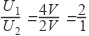 U₁/U₂ = 4V/2V = 2/1